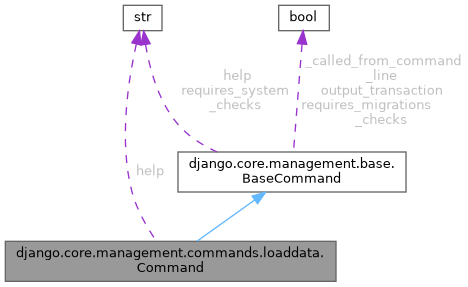 str
bool
_called_from_command
_line
output_transaction
requires_migrations
_checks
help
requires_system
_checks
django.core.management.base.
BaseCommand
help
django.core.management.commands.loaddata.
Command